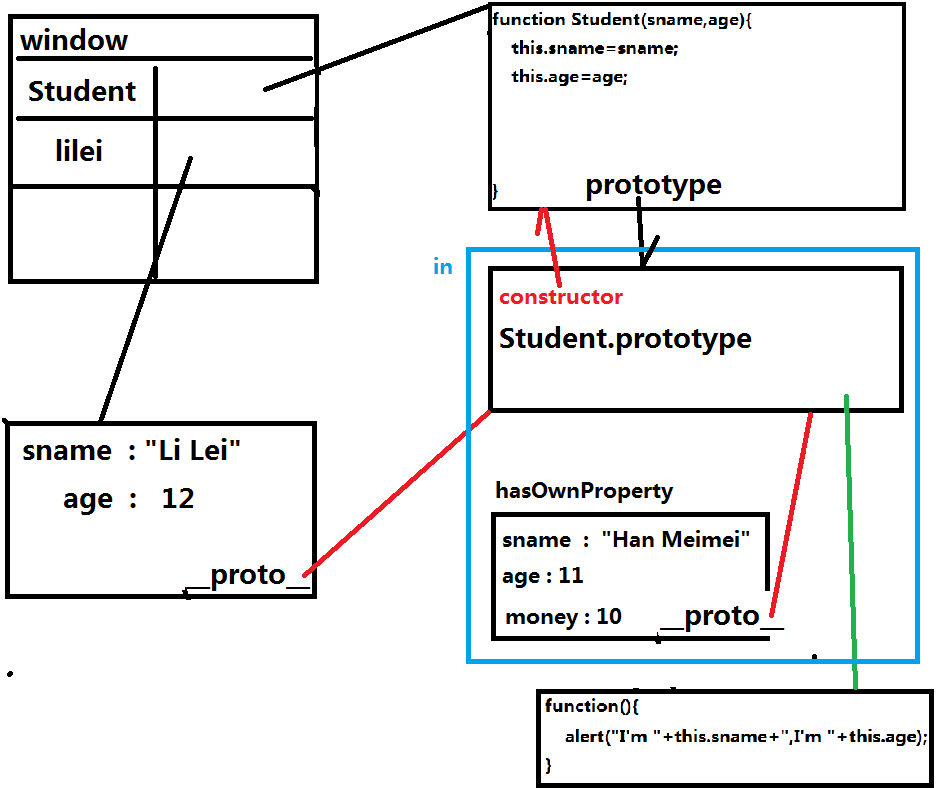 window
Student
lilei
function Student(sname,age){
this.sname=sname;
this.age=age;
}
prototype
in
constructor
Student.prototype
sname : "Li Lei"
age : 12
__proto__
hasOwnProperty
sname : "Han Meimei"
age : 11
money : 10 __proto__
function(){
alert("I'm "+this.sname+",I'm "+this.age);
}